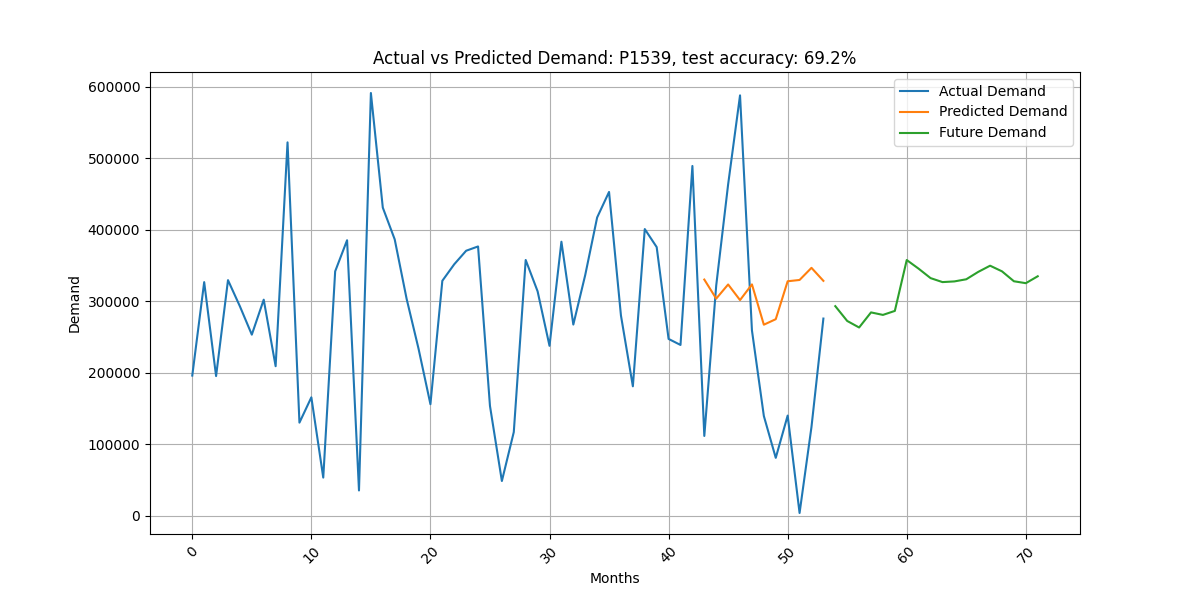 Actual vs Predicted Demand: P1539, test accuracy: 69.2%
Actual Demand
Predicted Demand
Future Demand
Demand
600000
500000
400000
300000
200000
100000
0
0
10
20
30
40
50
60
70
Months